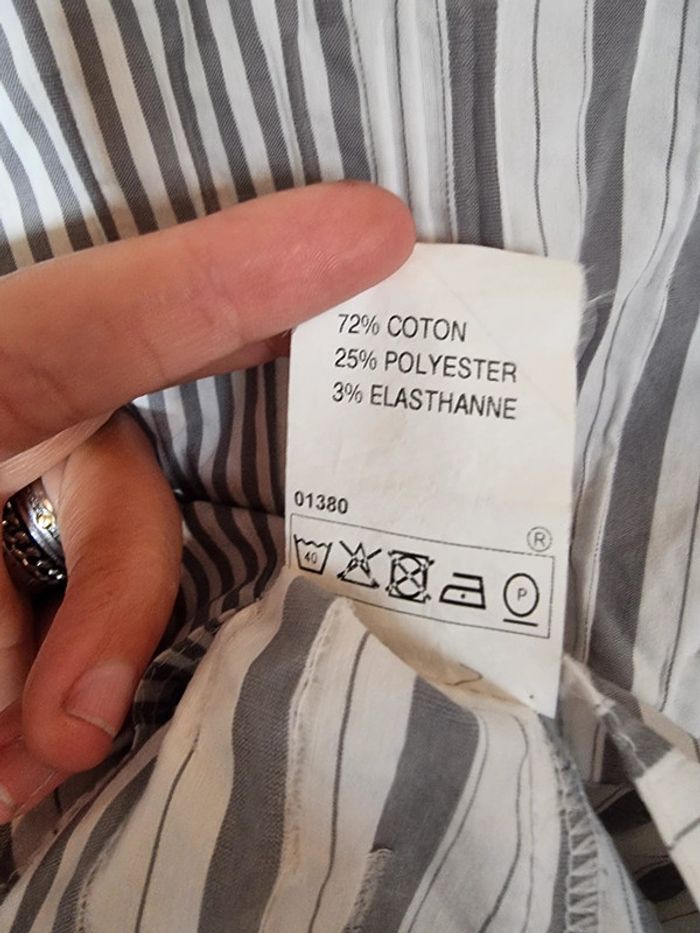 72% COTON
25% POLYESTER
3% ELASTHANNE
01380
®
40 P